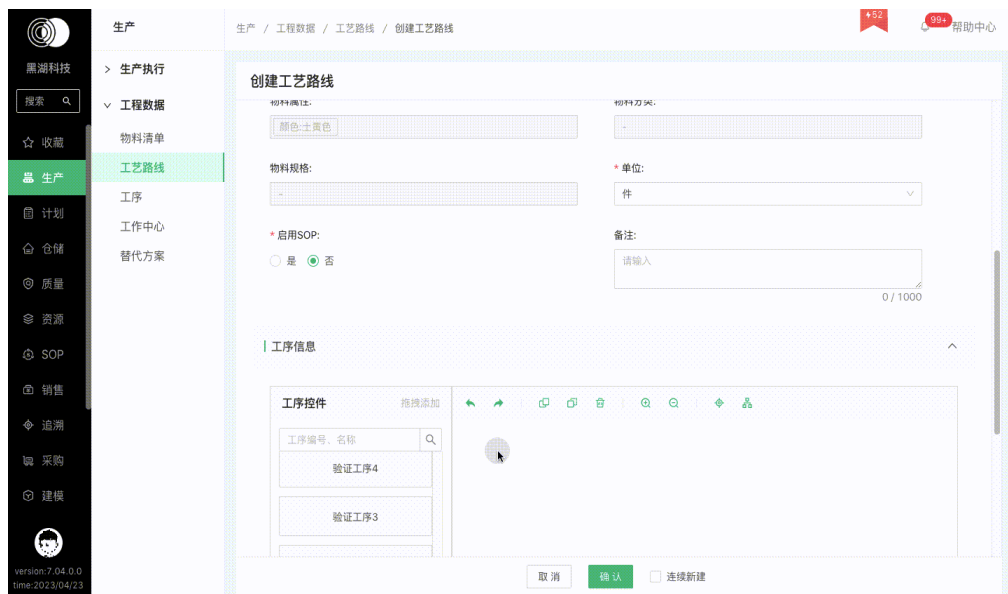 黑湖科技
搜索
收藏
生产
计划
仓储
质量
资源
SOP
销售
追溯
采购
建模
version:7.04.0.0
time:2023/04/23
生产
生产执行
工程数据
物料清单
工艺路线
工序
工作中心
替代方案
生产 / 工程数据 / 工艺路线 / 创建工艺路线
52
99+
帮助中心
创建工艺路线
物料属性:
物料分类:
颜色:土黄色
-
物料规格:
* 单位:
-
件
* 启用SOP:
备注:
是 否
请输入
0 / 1000
工序信息
工序控件 拖拽添加
工序编号、名称
验证工序4
验证工序3
取 消 确 认 连续新建